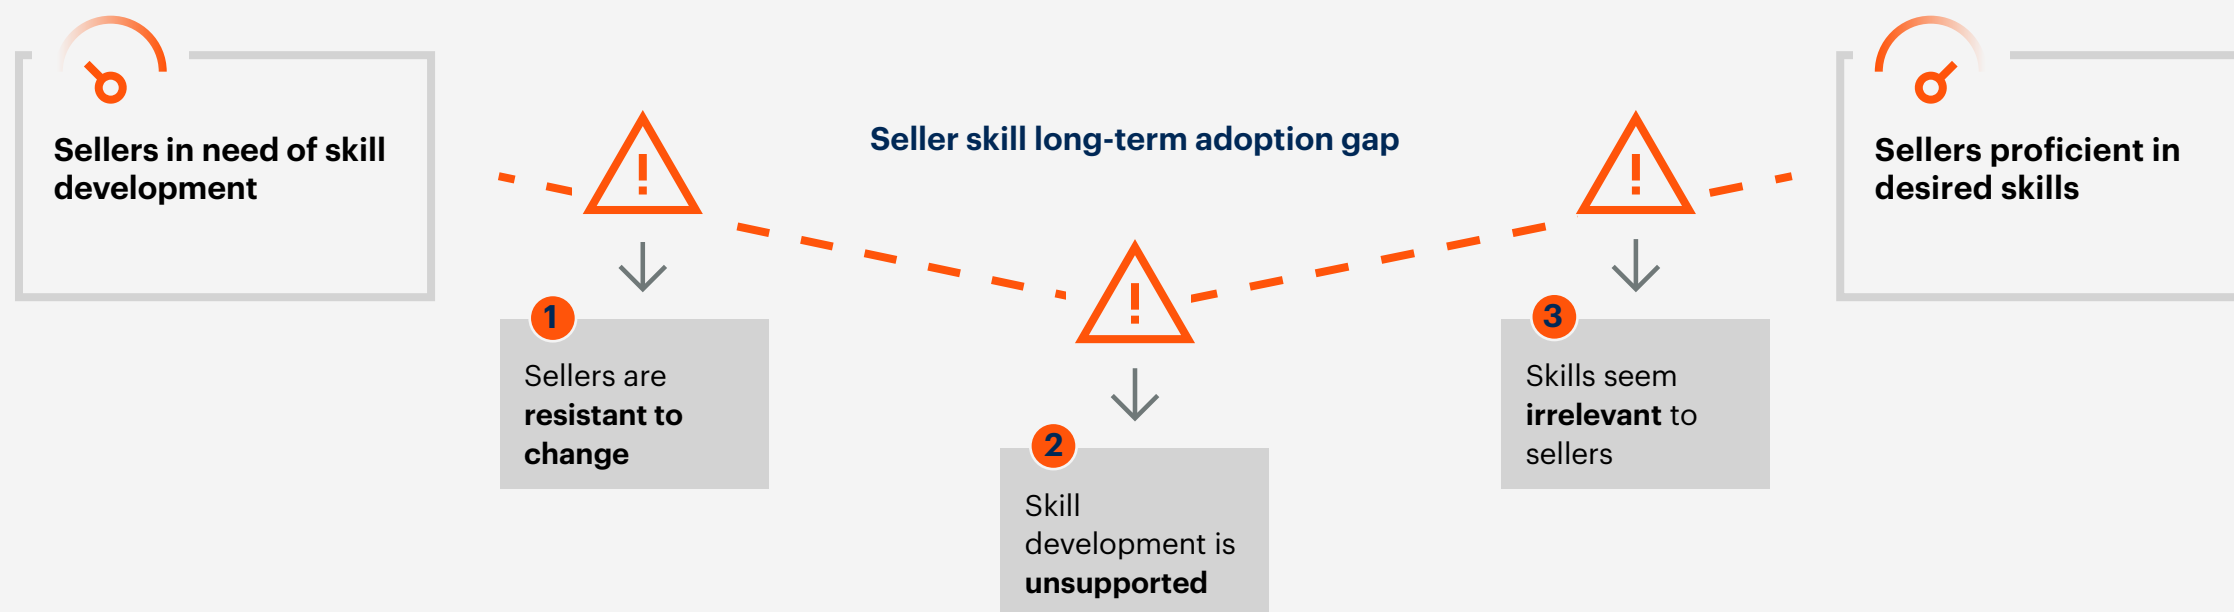 Sellers in need of skill
development
Seller skill long-term adoption gap
Sellers proficient in
desired skills
!
!
!
1
Sellers are
resistant to
change
2
Skill
development is
unsupported
3
Skills seem
irrelevant to
sellers